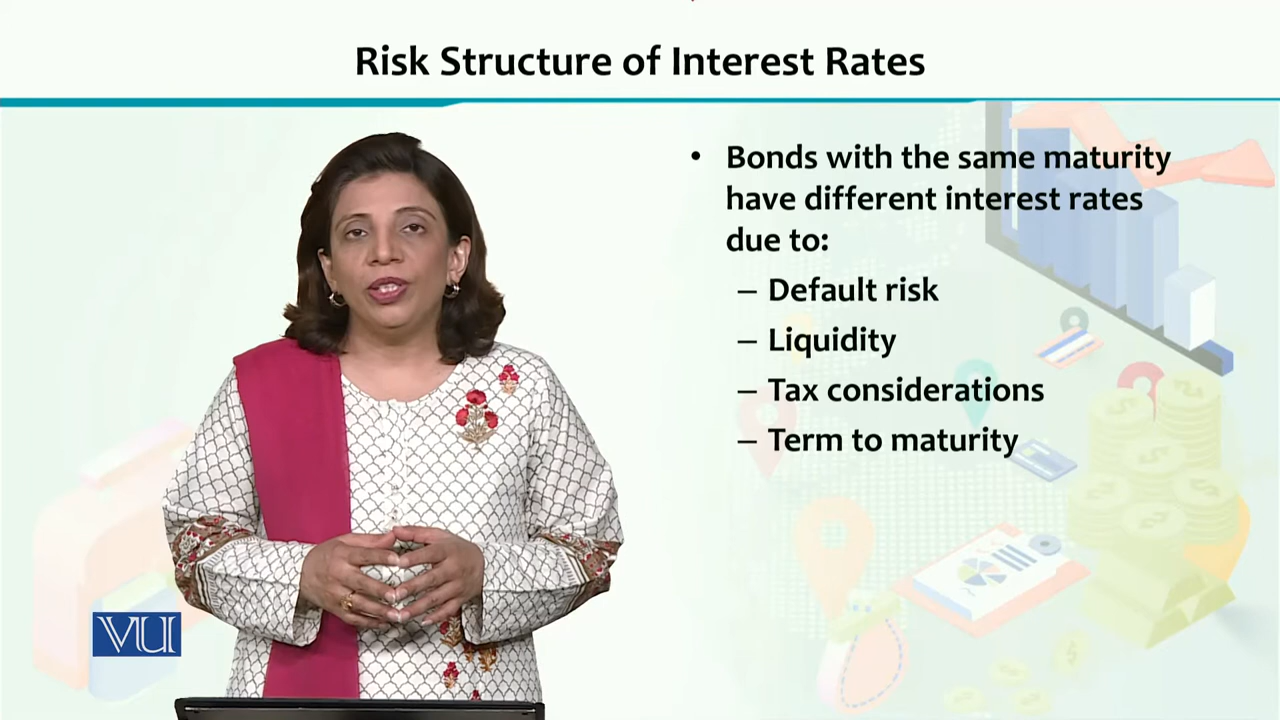 Risk Structure of Interest Rates
• Bonds with the same maturity
have different interest rates
due to:
– Default risk
– Liquidity
– Tax considerations
– Term to maturity
VU